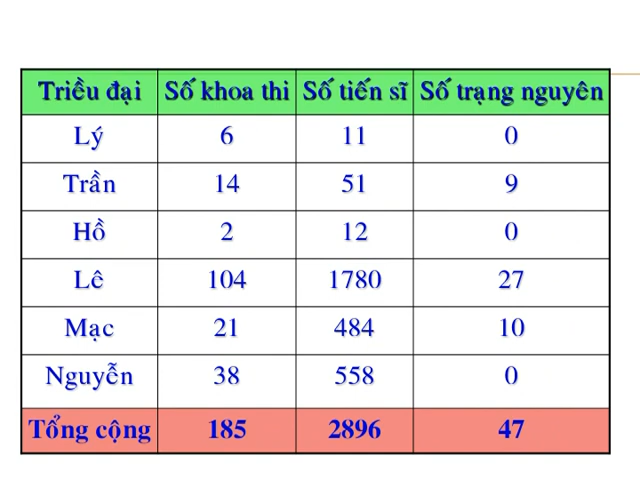 Triều đại Số khoa thi Số tiến sĩ Số trạng nguyên
Lý 6 11 0
Trần 14 51 9
Hồ 2 12 0
Lê 104 1780 27
Mạc 21 484 10
Nguyễn 38 558 0
Tổng cộng 185 2896 47